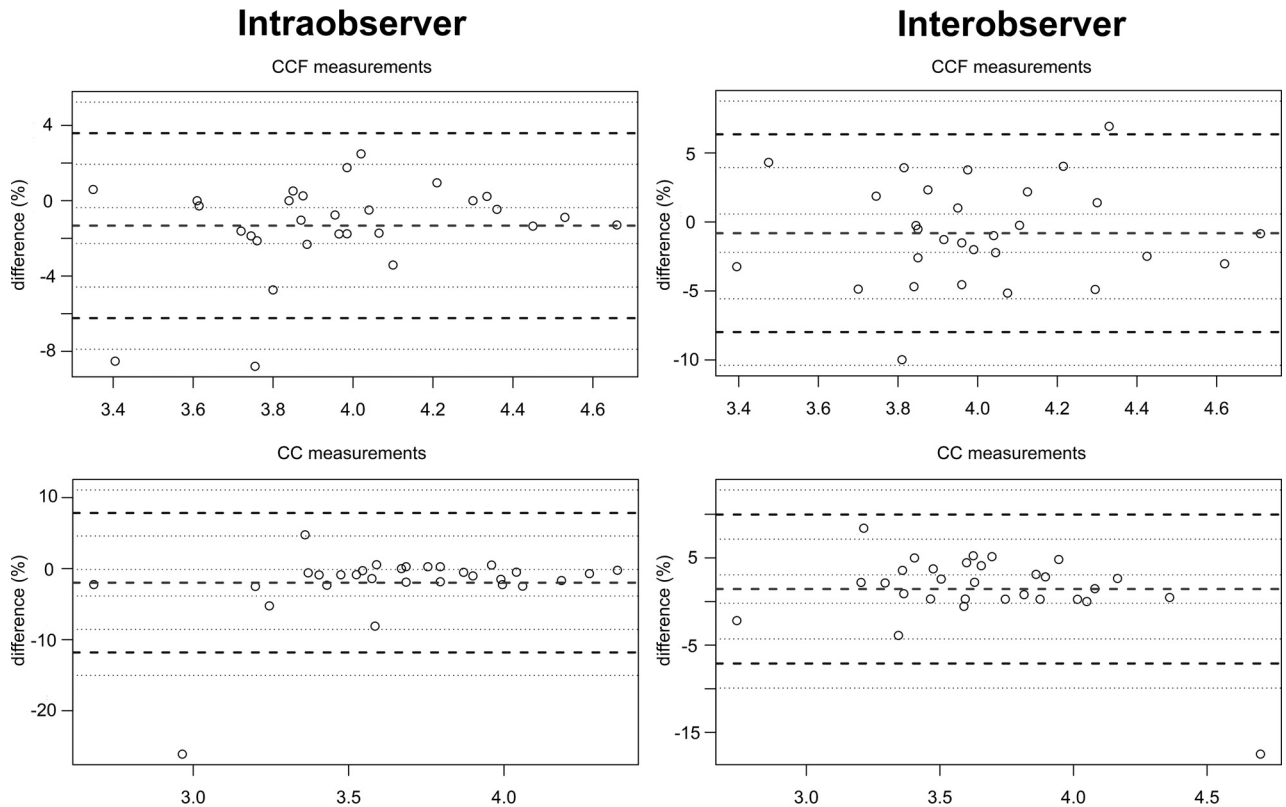 Intraobserver
CCF measurements
difference (%)
4
0
-4
-8
3.4 3.6 3.8 4.0 4.2 4.4 4.6
Interobserver
CCF measurements
difference (%)
5
0
-5
-10
3.4 3.6 3.8 4.0 4.2 4.4 4.6
CC measurements
difference (%)
10
0
-10
-20
3.0 3.5 4.0
CC measurements
difference (%)
5
-5
-15
3.0 3.5 4.0 4.5